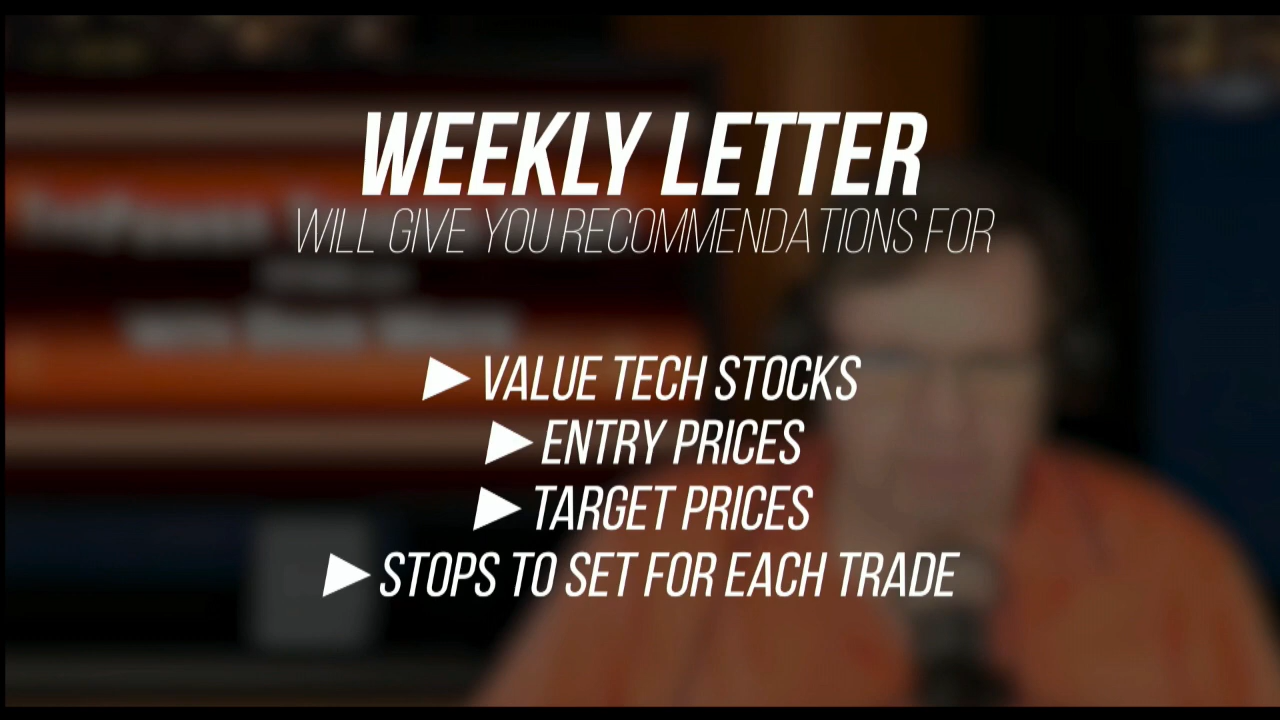 WEEKLY LETTER
WILL GIVE YOU RECOMMENDATIONS FOR
▶ VALUE TECH STOCKS
▶ ENTRY PRICES
▶ TARGET PRICES
▶ STOPS TO SET FOR EACH TRADE